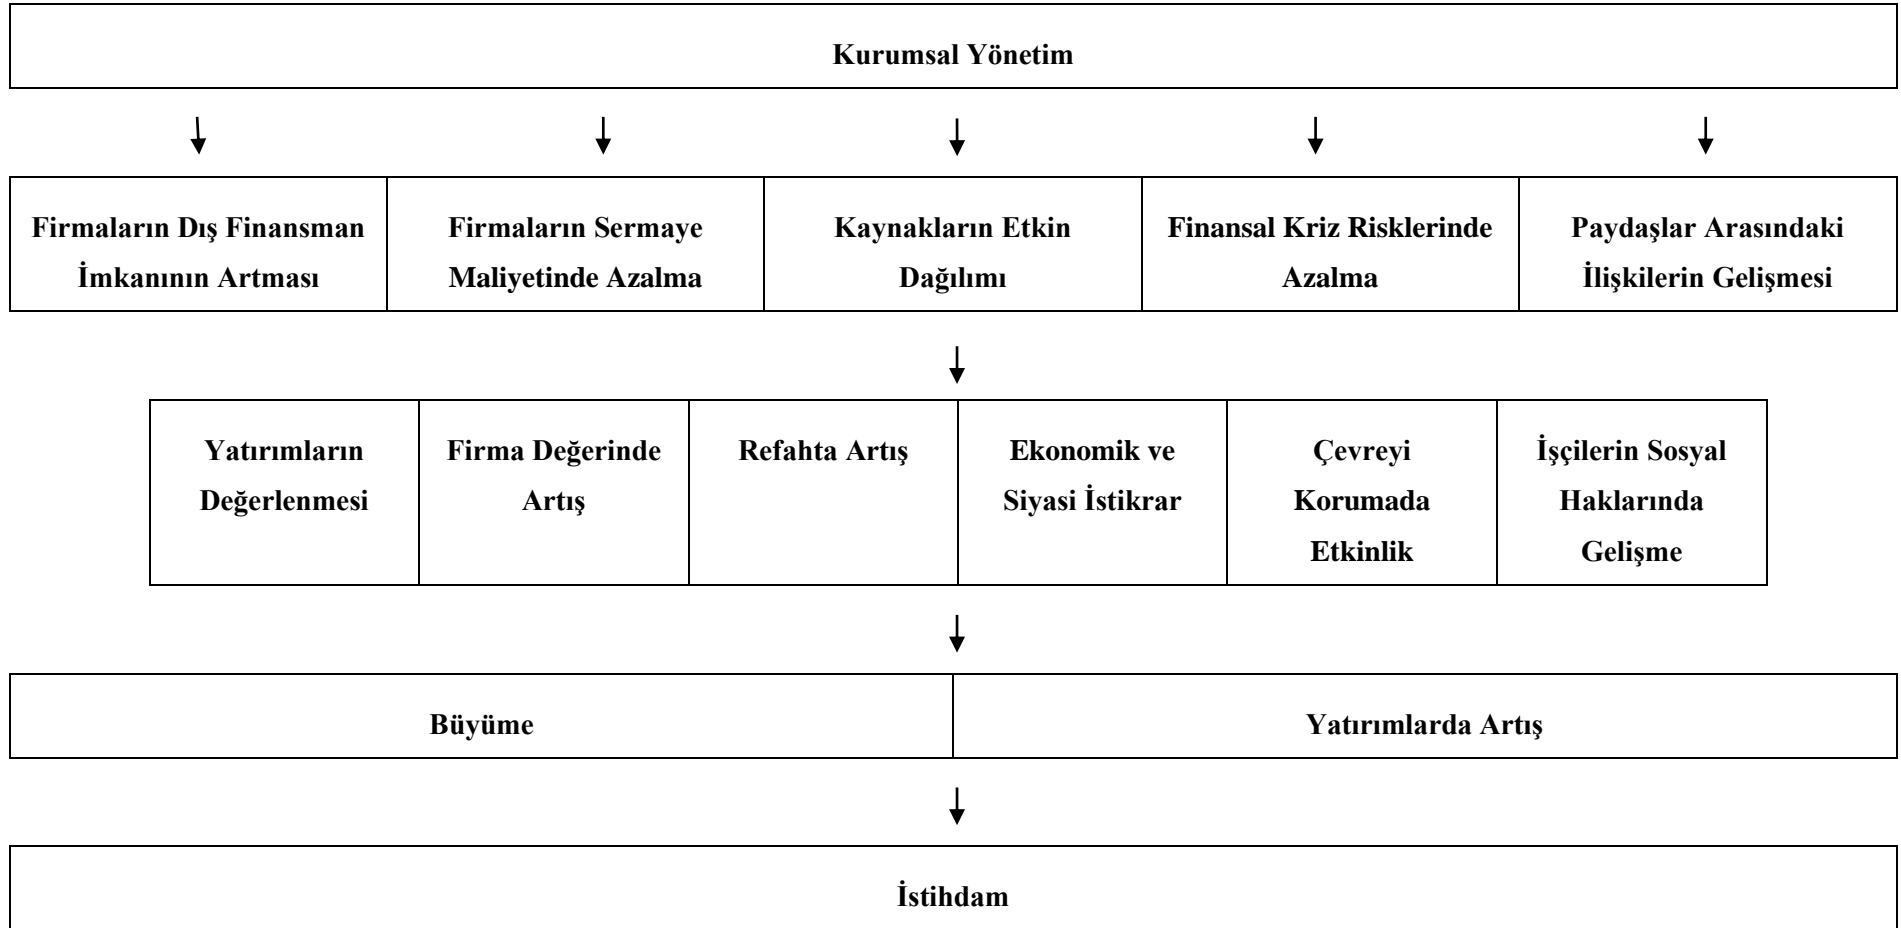 Kurumsal Yönetim
Firmaların Dış Finansman
İmkanının Artması
Firmaların Sermaye
Maliyetinde Azalma
Kaynakların Etkin
Dağılımı
Finansal Kriz Risklerinde
Azalma
Paydaşlar Arasındaki
İlişkilerin Gelişmesi
Yatırımların
Değerlenmesi
Firma Değerinde
Artış
Refahta Artış
Ekonomik ve
Siyasi İstikrar
Çevreyi
Korumada
Etkinlik
İşçilerin Sosyal
Haklarında
Gelişme
Büyüme
Yatırımlarda Artış
İstihdam